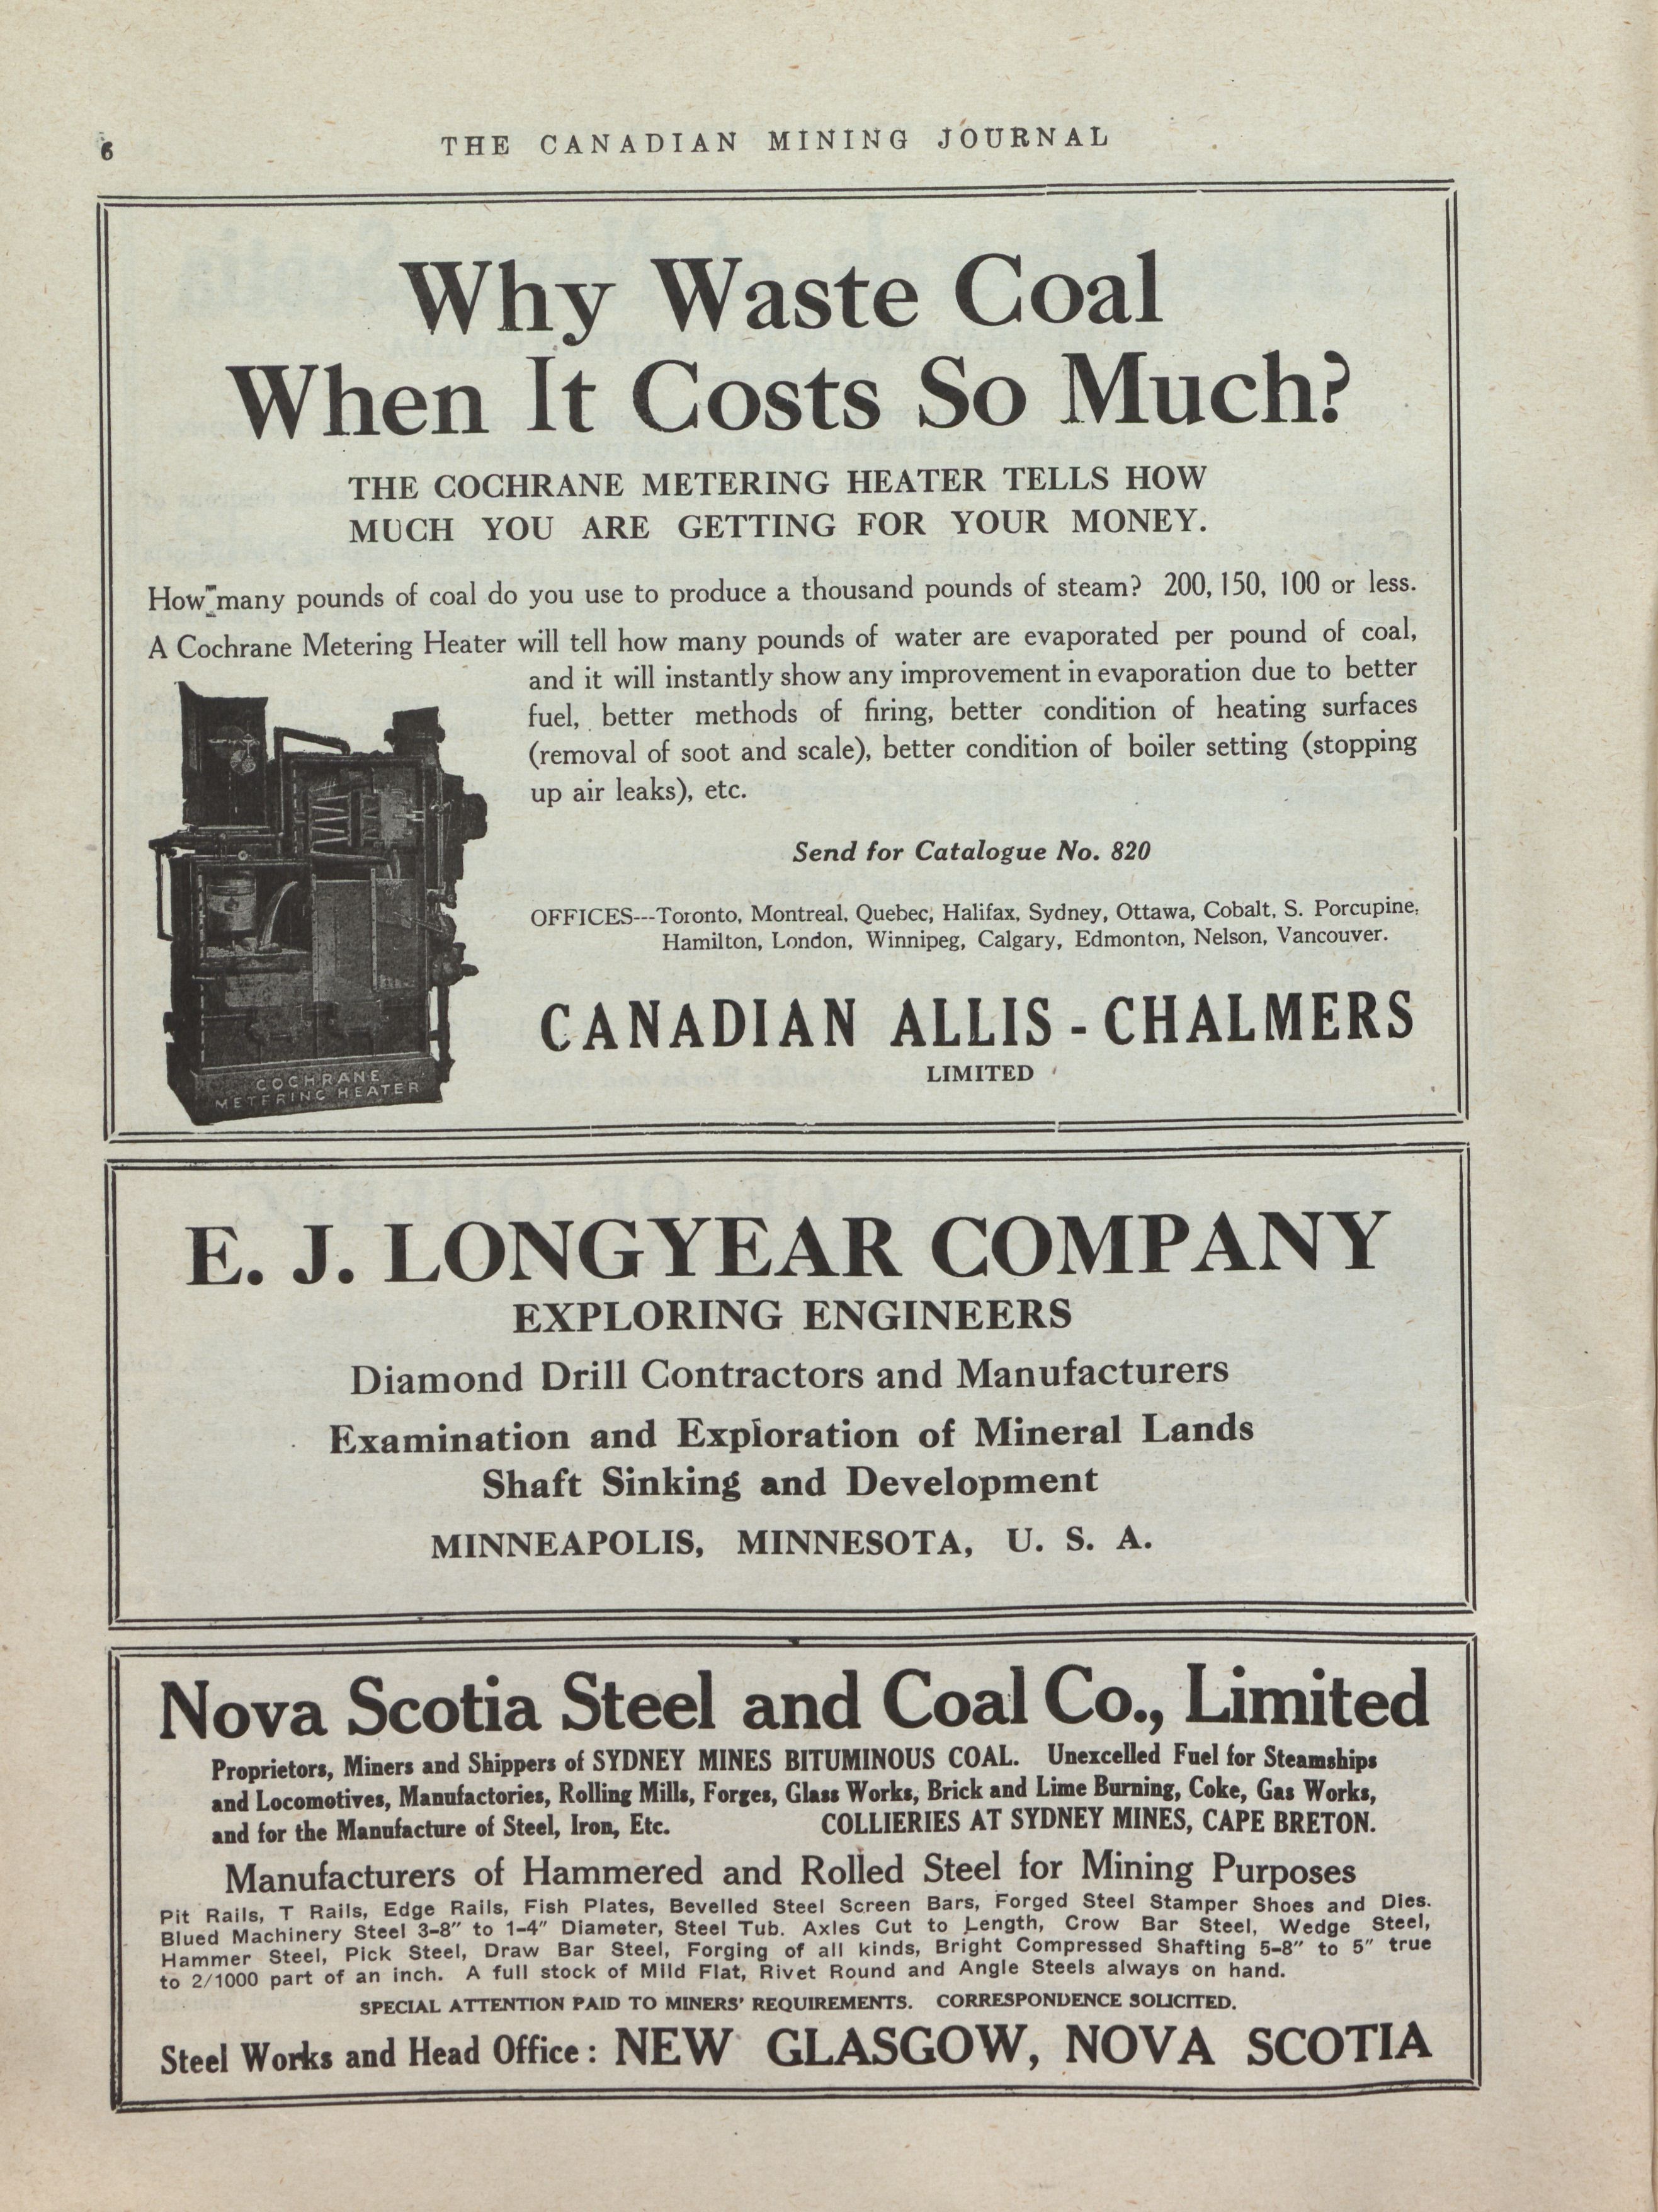 6
THE CANADIAN MINING JOURNAL
Why Waste Coal
When It Costs So Much?
THE COCHRANE METERING HEATER TELLS HOW
MUCH YOU ARE GETTING FOR YOUR MONEY.
How many pounds of coal do you use to produce a thousand pounds of steam? 200, 150, 100 or less.
A Cochrane Metering Heater will tell how many pounds of water are evaporated per pound of coal,
and it will instantly show any improvement in evaporation due to better
fuel, better methods of firing, better condition of heating surfaces
(removal of soot and scale), better condition of boiler setting (stopping
up air leaks), etc.
Send for Catalogue No. 820
OFFICES---Toronto, Montreal, Quebec, Halifax, Sydney, Ottawa, Cobalt, S. Porcupine,
Hamilton, London, Winnipeg, Calgary, Edmonton, Nelson, Vancouver.
CANADIAN ALLIS - CHALMERS
LIMITED
COCHRANE
METERING HEATER
E. J. LONGYEAR COMPANY
EXPLORING ENGINEERS
Diamond Drill Contractors and Manufacturers
Examination and Exploration of Mineral Lands
Shaft Sinking and Development
MINNEAPOLIS, MINNESOTA, U. S. A.
Nova Scotia Steel and Coal Co., Limited
Proprietors, Miners and Shippers of SYDNEY MINES BITUMINOUS COAL. Unexcelled Fuel for Steamships
and Locomotives, Manufactories, Rolling Mills, Forges, Glass Works, Brick and Lime Burning, Coke, Gas Works,
and for the Manufacture of Steel, Iron, Etc. COLLIERIES AT SYDNEY MINES, CAPE BRETON.
Manufacturers of Hammered and Rolled Steel for Mining Purposes
Pit Rails, T Rails, Edge Rails, Fish Plates, Bevelled Steel Screen Bars, Forged Steel Stamper Shoes and Dies.
Blued Machinery Steel 3-8" to 1-4" Diameter, Steel Tub. Axles Cut to Length, Crow Bar Steel, Wedge Steel,
Hammer Steel, Pick Steel, Draw Bar Steel, Forging of all kinds, Bright Compressed Shafting 5-8" to 5" true
to 2/1000 part of an inch. A full stock of Mild Flat, Rivet Round and Angle Steels always on hand.
SPECIAL ATTENTION PAID TO MINERS' REQUIREMENTS. CORRESPONDENCE SOLICITED.
Steel Works and Head Office : NEW GLASGOW, NOVA SCOTIA